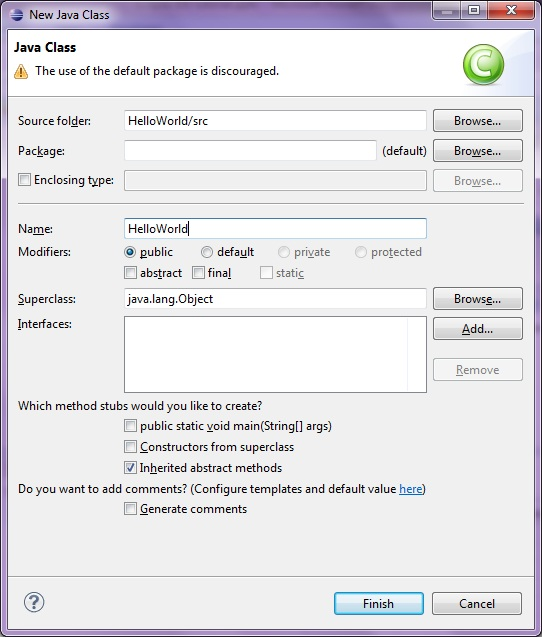 New Java Class
Java Class
The use of the default package is discouraged.
Source folder: HelloWorld/src Browse...
Package: (default) Browse...
Enclosing type: Browse...
Name: HelloWorld
Modifiers: public default private protected
abstract final static
Superclass: java.lang.Object Browse...
Interfaces: Add...
Remove
Which method stubs would you like to create?
public static void main(String[] args)
Constructors from superclass
Inherited abstract methods
Do you want to add comments? (Configure templates and default value here)
Generate comments
? Finish Cancel